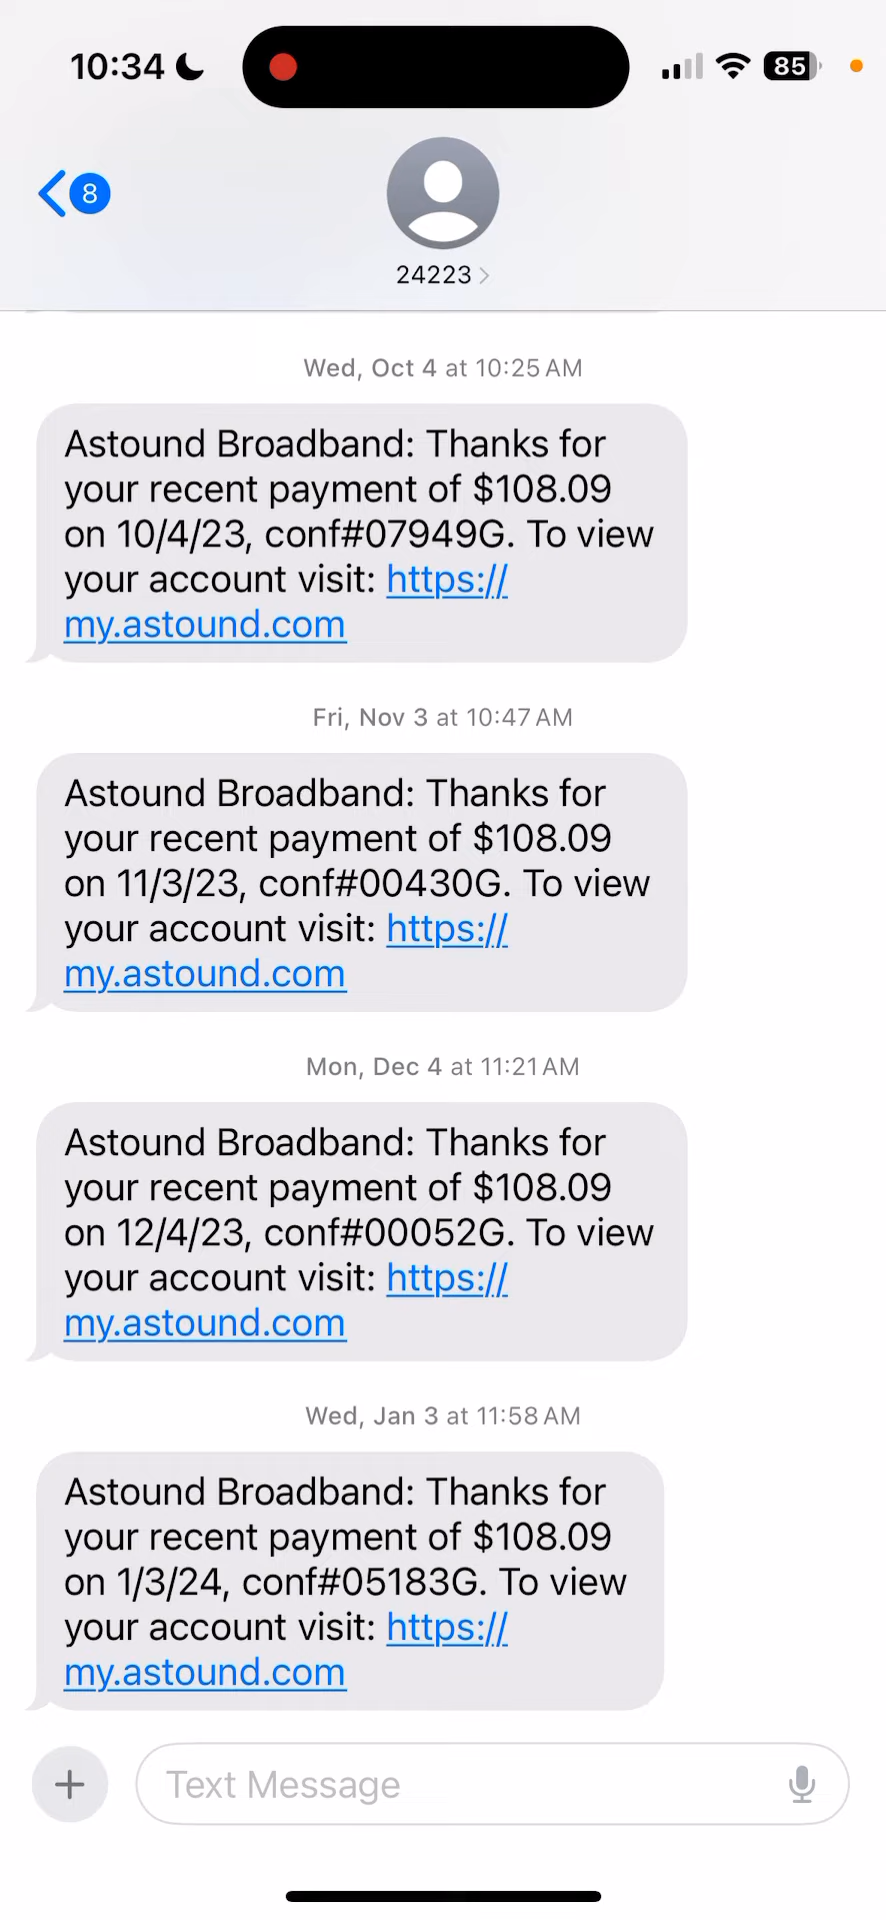 10:34
85
8
24223
Wed, Oct 4 at 10:25 AM
Astound Broadband: Thanks for
your recent payment of $108.09
on 10/4/23, conf#07949G. To view
your account visit: https://
my.astound.com
Fri, Nov 3 at 10:47 AM
Astound Broadband: Thanks for
your recent payment of $108.09
on 11/3/23, conf#00430G. To view
your account visit: https://
my.astound.com
Mon, Dec 4 at 11:21 AM
Astound Broadband: Thanks for
your recent payment of $108.09
on 12/4/23, conf#00052G. To view
your account visit: https://
my.astound.com
Wed, Jan 3 at 11:58 AM
Astound Broadband: Thanks for
your recent payment of $108.09
on 1/3/24, conf#05183G. To view
your account visit: https://
my.astound.com
Text Message